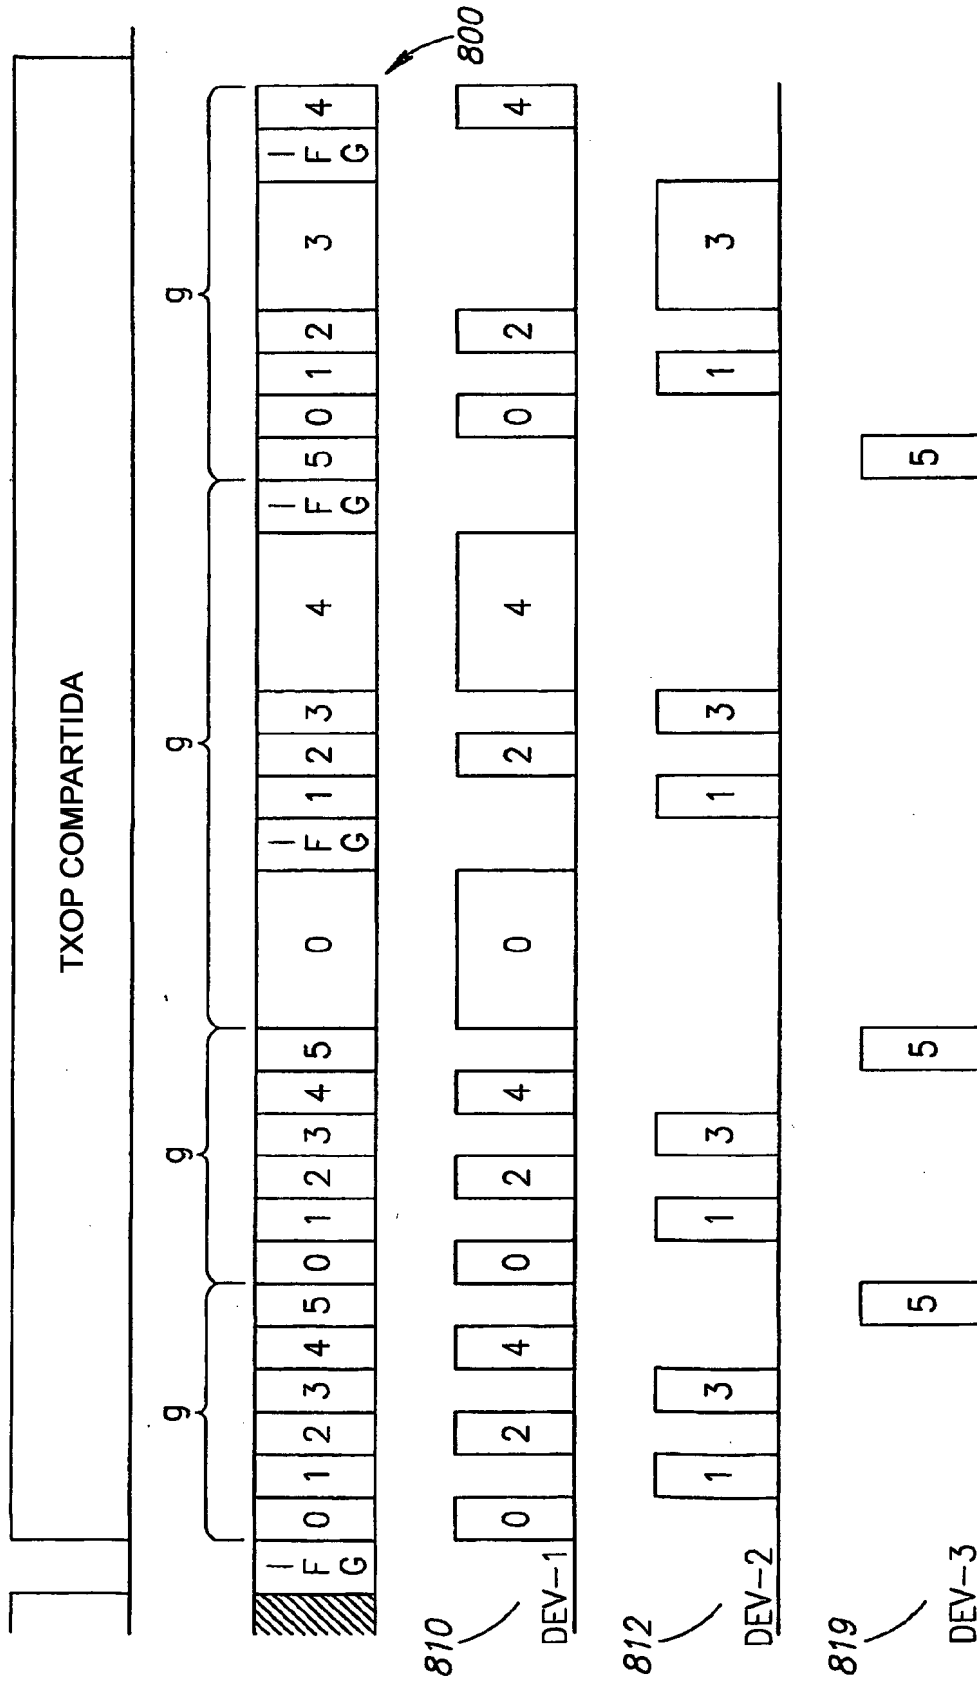 TXOP COMPARTIDA
g g g g
IFG 0 1 2 3 4 5 0 1 2 3 4 5 0 IFG 1 2 3 4 IFG 5 0 1 2 3 IFG 4
800
810
0 2 4 0 2 4 0 2 4 0 2 4
DEV-1
812
1 3 1 3 1 3 1 3
DEV-2
819
5 5 5
DEV-3